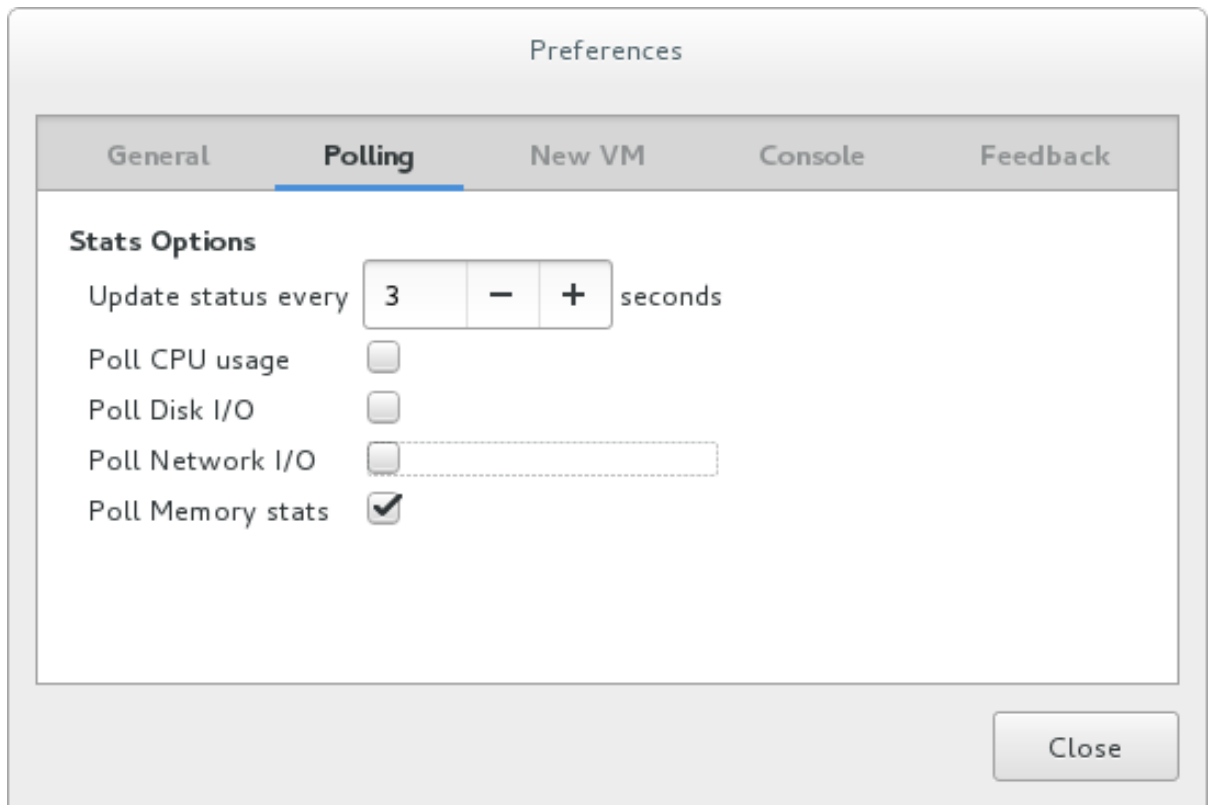 Preferences
General Polling New VM Console Feedback
Stats Options
Update status every 3 − + seconds
Poll CPU usage
Poll Disk I/O
Poll Network I/O
Poll Memory stats
Close